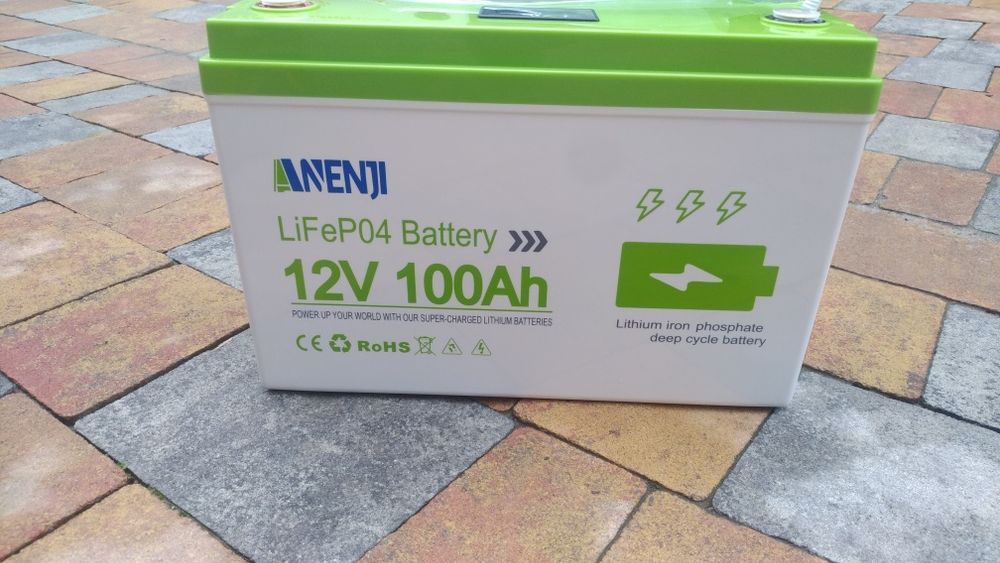 ANENJI
LiFeP04 Battery
12V 100Ah
POWER UP YOUR WORLD WITH OUR SUPER-CHARGED LITHIUM BATTERIES
CE RoHS
Lithium iron phosphate
deep cycle battery